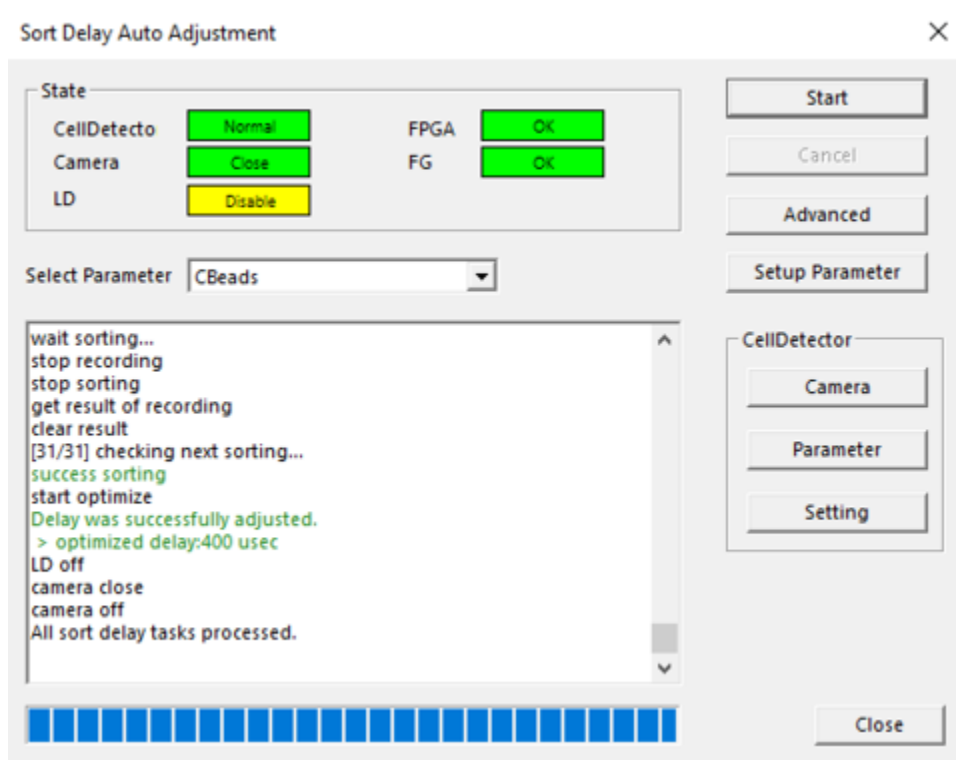 Sort Delay Auto Adjustment
State
CellDetecto Normal FPGA OK
Camera Close FG OK
LD Disable
Start
Cancel
Advanced
Setup Parameter
Select Parameter CBeads
wait sorting...
stop recording
stop sorting
get result of recording
clear result
[31/31] checking next sorting...
success sorting
start optimize
Delay was successfully adjusted.
> optimized delay:400 usec
LD off
camera close
camera off
All sort delay tasks processed.
CellDetector
Camera
Parameter
Setting
Close